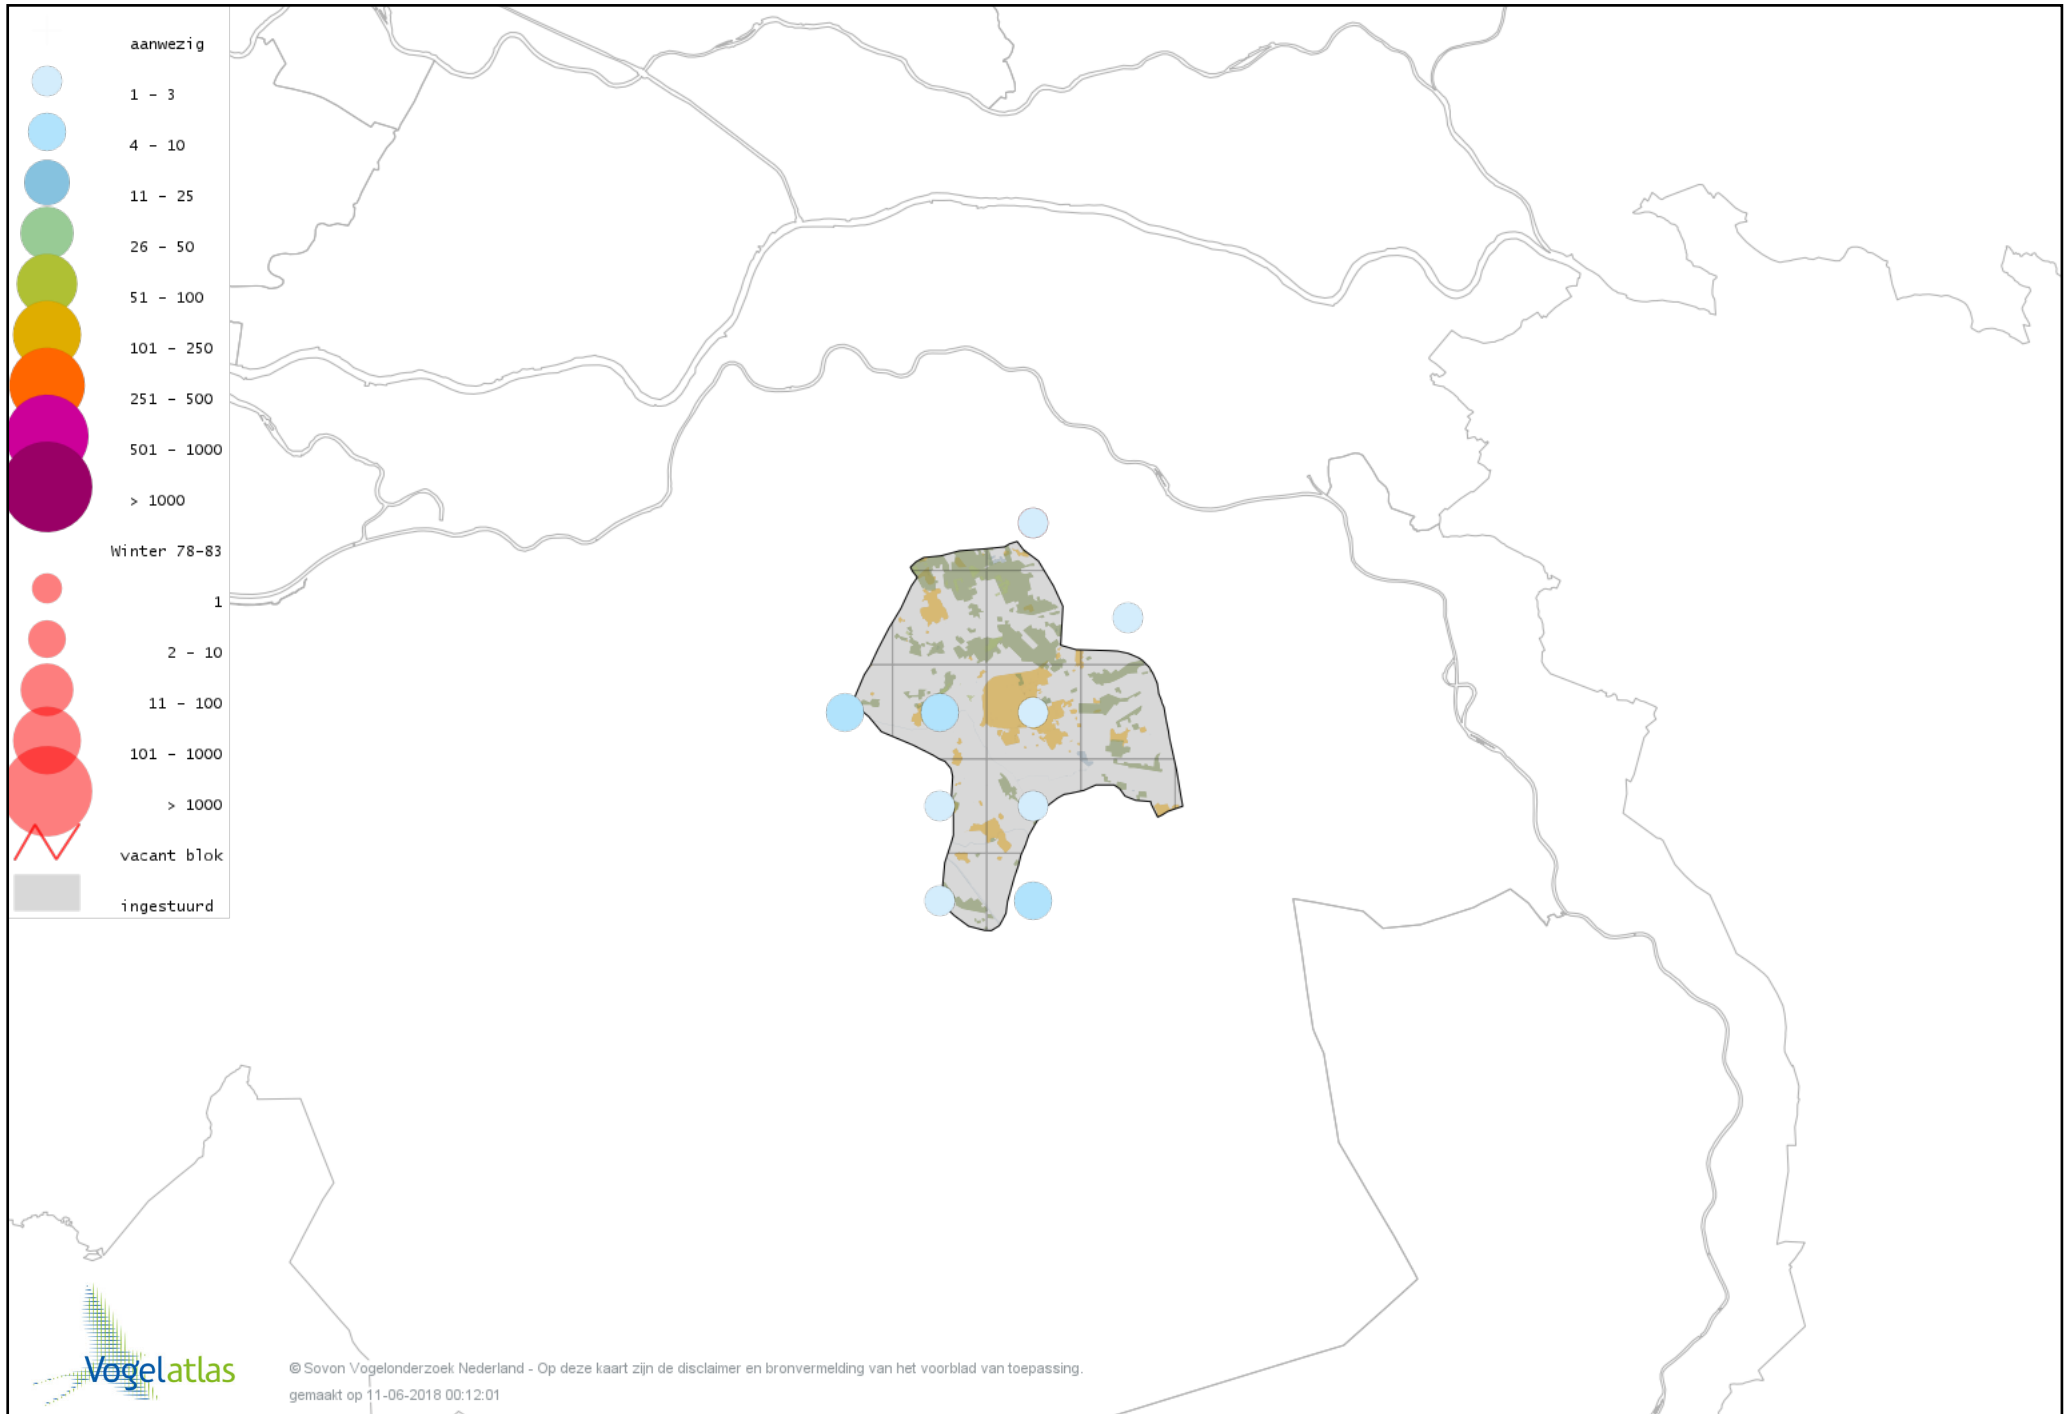 aanwezig
1 - 3
4 - 10
11 - 25
26 - 50
51 - 100
101 - 250
251 - 500
501 - 1000
> 1000
Winter 78-83
1
2 - 10
11 - 100
101 - 1000
> 1000
vacant blok
ingestuurd
Vogelatlas
© Sovon Vogelonderzoek Nederland - Op deze kaart zijn de disclaimer en bronvermelding van het voorblad van toepassing.
gemaakt op 11-06-2018 00:12:01